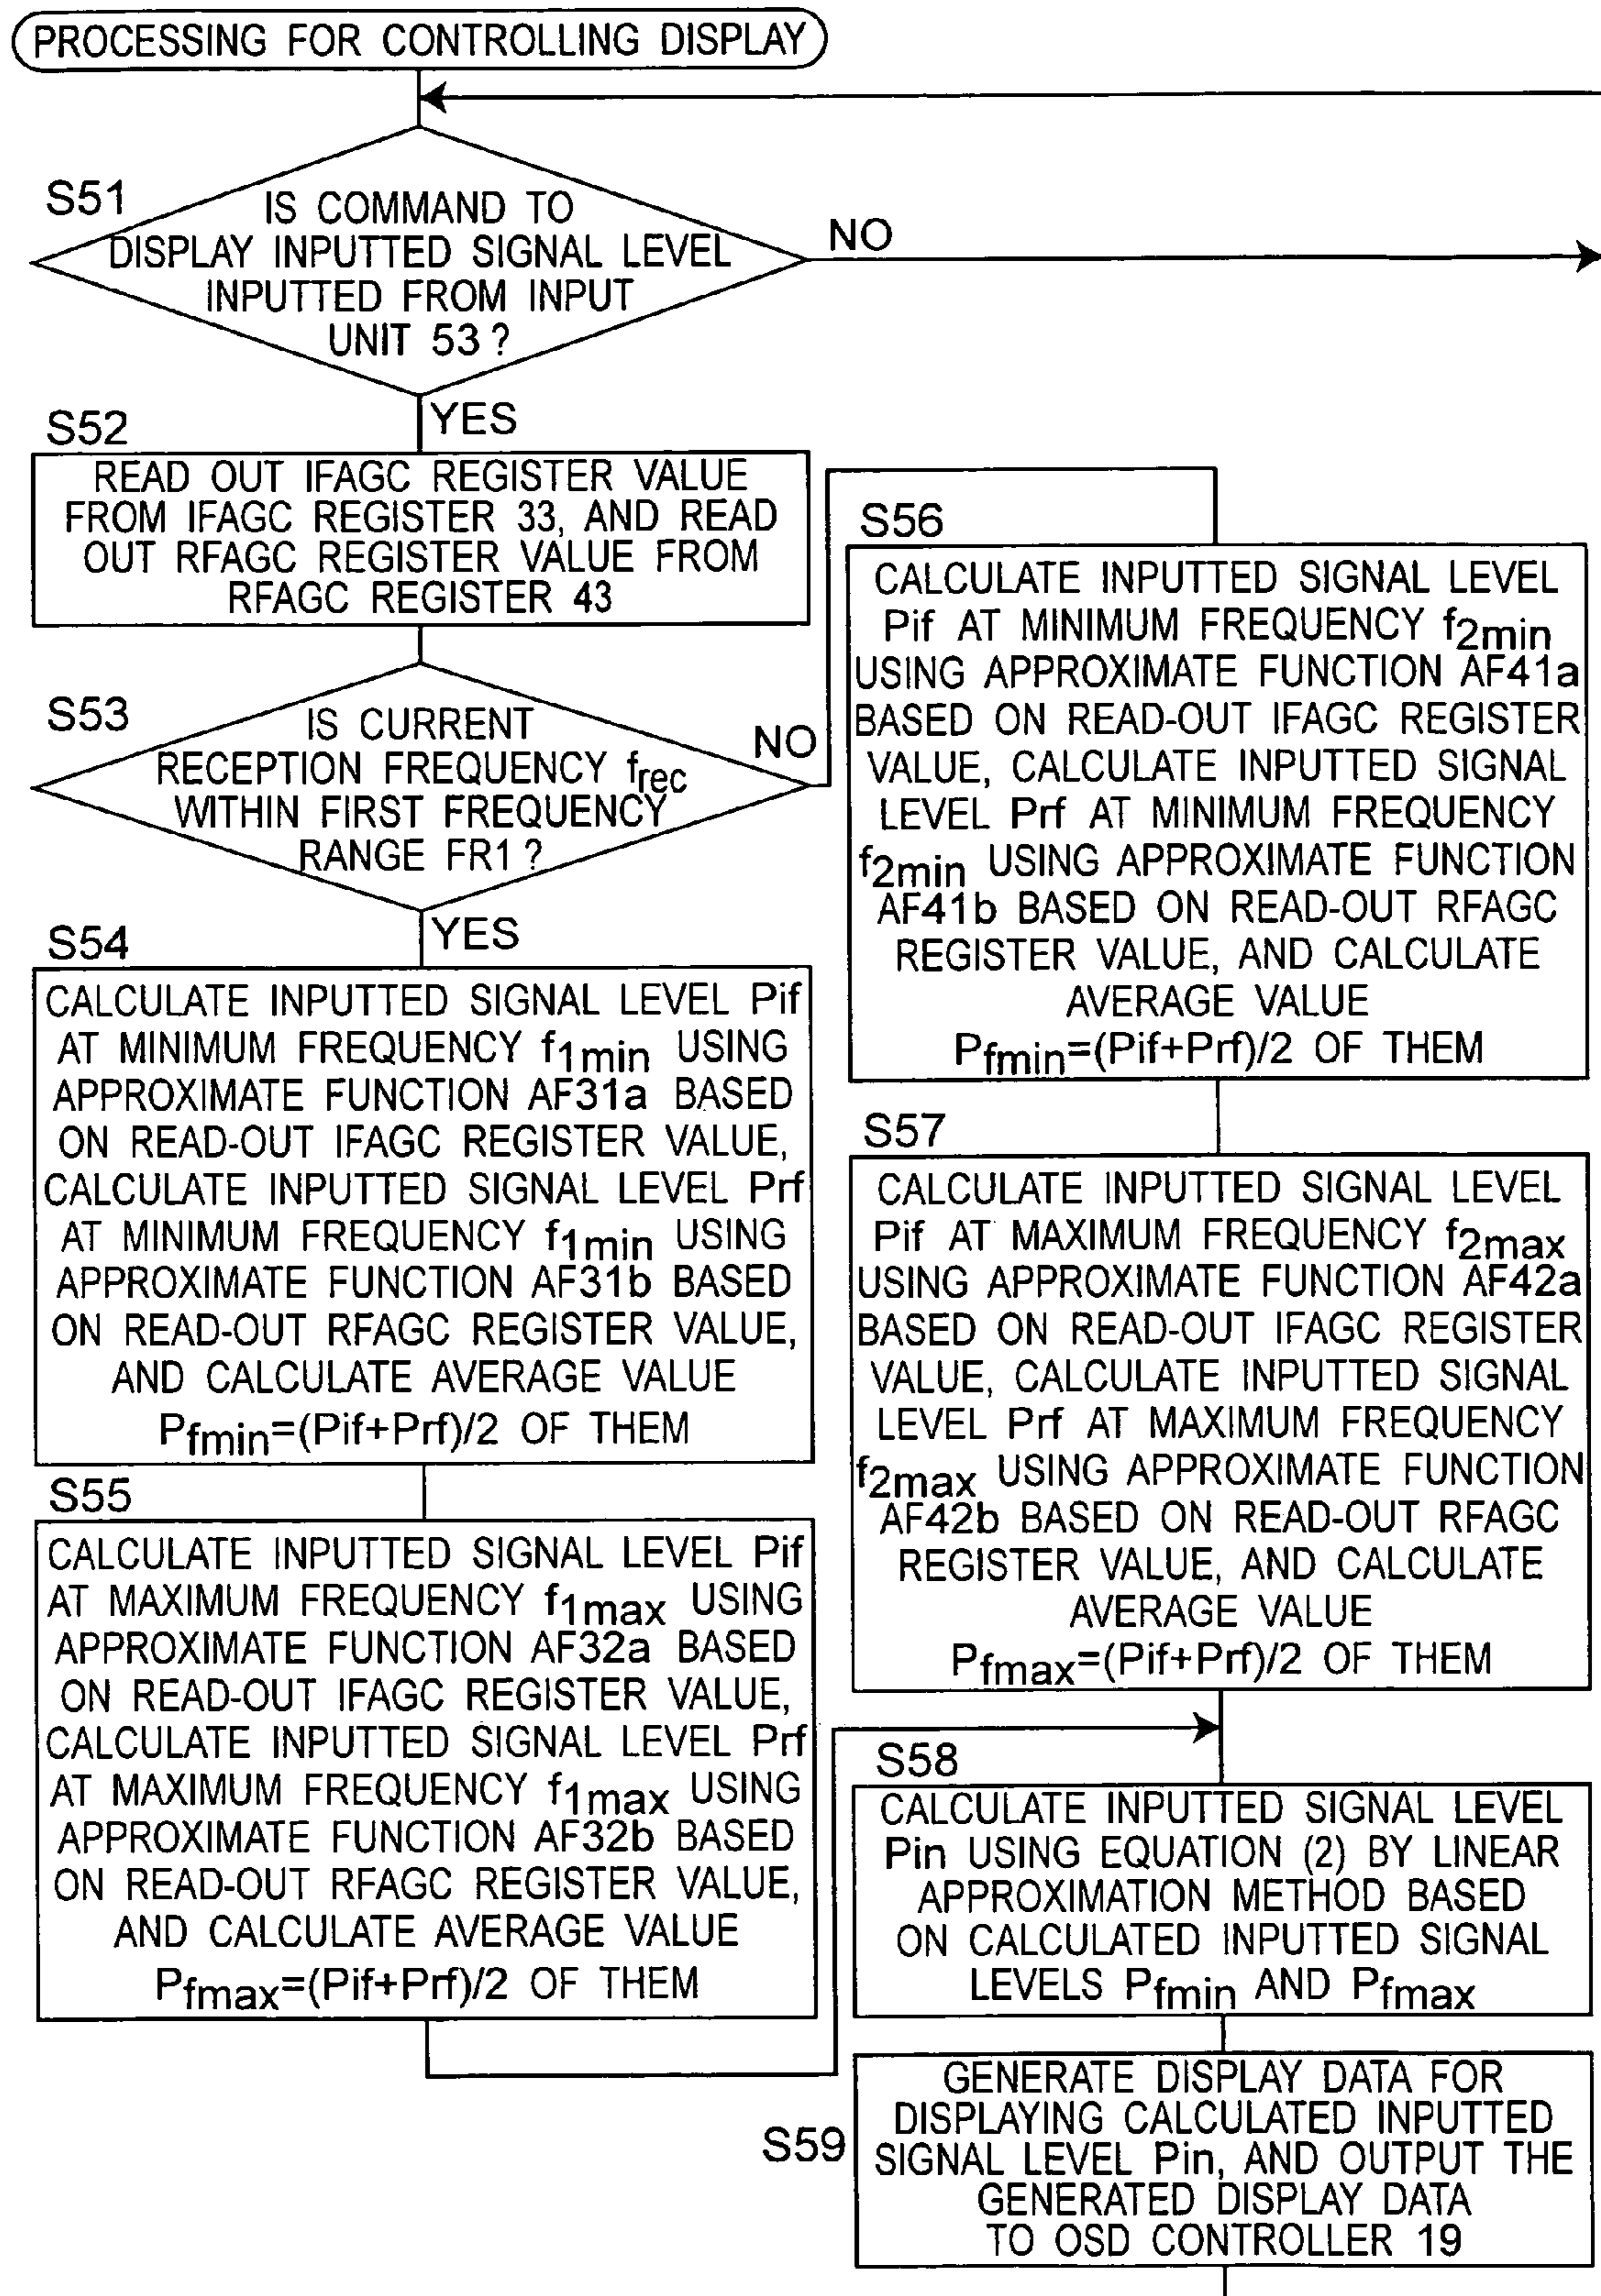 PROCESSING FOR CONTROLLING DISPLAY
S51
IS COMMAND TO
DISPLAY INPUTTED SIGNAL LEVEL
INPUTTED FROM INPUT
UNIT 53 ?
NO
YES
S52
READ OUT IFAGC REGISTER VALUE
FROM IFAGC REGISTER 33, AND READ
OUT RFAGC REGISTER VALUE FROM
RFAGC REGISTER 43
S53
IS CURRENT
RECEPTION FREQUENCY frec
WITHIN FIRST FREQUENCY
RANGE FR1 ?
NO
YES
S54
CALCULATE INPUTTED SIGNAL LEVEL Pif
AT MINIMUM FREQUENCY f1min USING
APPROXIMATE FUNCTION AF31a BASED
ON READ-OUT IFAGC REGISTER VALUE,
CALCULATE INPUTTED SIGNAL LEVEL Prf
AT MINIMUM FREQUENCY f1min USING
APPROXIMATE FUNCTION AF31b BASED
ON READ-OUT RFAGC REGISTER VALUE,
AND CALCULATE AVERAGE VALUE
Pfmin=(Pif+Prf)/2 OF THEM
S55
CALCULATE INPUTTED SIGNAL LEVEL Pif
AT MAXIMUM FREQUENCY f1max USING
APPROXIMATE FUNCTION AF32a BASED
ON READ-OUT IFAGC REGISTER VALUE,
CALCULATE INPUTTED SIGNAL LEVEL Prf
AT MAXIMUM FREQUENCY f1max USING
APPROXIMATE FUNCTION AF32b BASED
ON READ-OUT RFAGC REGISTER VALUE,
AND CALCULATE AVERAGE VALUE
Pfmax=(Pif+Prf)/2 OF THEM
S56
CALCULATE INPUTTED SIGNAL LEVEL
Pif AT MINIMUM FREQUENCY f2min
USING APPROXIMATE FUNCTION AF41a
BASED ON READ-OUT IFAGC REGISTER
VALUE, CALCULATE INPUTTED SIGNAL
LEVEL Prf AT MINIMUM FREQUENCY
f2min USING APPROXIMATE FUNCTION
AF41b BASED ON READ-OUT RFAGC
REGISTER VALUE, AND CALCULATE
AVERAGE VALUE
Pfmin=(Pif+Prf)/2 OF THEM
S57
CALCULATE INPUTTED SIGNAL LEVEL
Pif AT MAXIMUM FREQUENCY f2max
USING APPROXIMATE FUNCTION AF42a
BASED ON READ-OUT IFAGC REGISTER
VALUE, CALCULATE INPUTTED SIGNAL
LEVEL Prf AT MAXIMUM FREQUENCY
f2max USING APPROXIMATE FUNCTION
AF42b BASED ON READ-OUT RFAGC
REGISTER VALUE, AND CALCULATE
AVERAGE VALUE
Pfmax=(Pif+Prf)/2 OF THEM
S58
CALCULATE INPUTTED SIGNAL LEVEL
Pin USING EQUATION (2) BY LINEAR
APPROXIMATION METHOD BASED
ON CALCULATED INPUTTED SIGNAL
LEVELS Pfmin AND Pfmax
S59
GENERATE DISPLAY DATA FOR
DISPLAYING CALCULATED INPUTTED
SIGNAL LEVEL Pin, AND OUTPUT THE
GENERATED DISPLAY DATA
TO OSD CONTROLLER 19